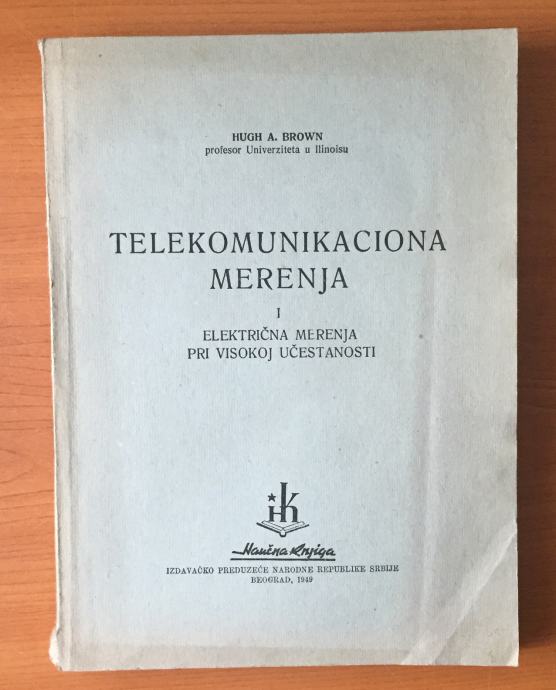 HUGH A. BROWN
profesor Univerziteta u Ilinoisu
TELEKOMUNIKACIONA
MERENJA
I
ELEKTRIČNA MERENJA
PRI VISOKOJ UČESTANOSTI
NK
Naučna Knjiga
IZDAVAČKO PREDUZEĆE NARODNE REPUBLIKE SRBIJE
BEOGRAD, 1949